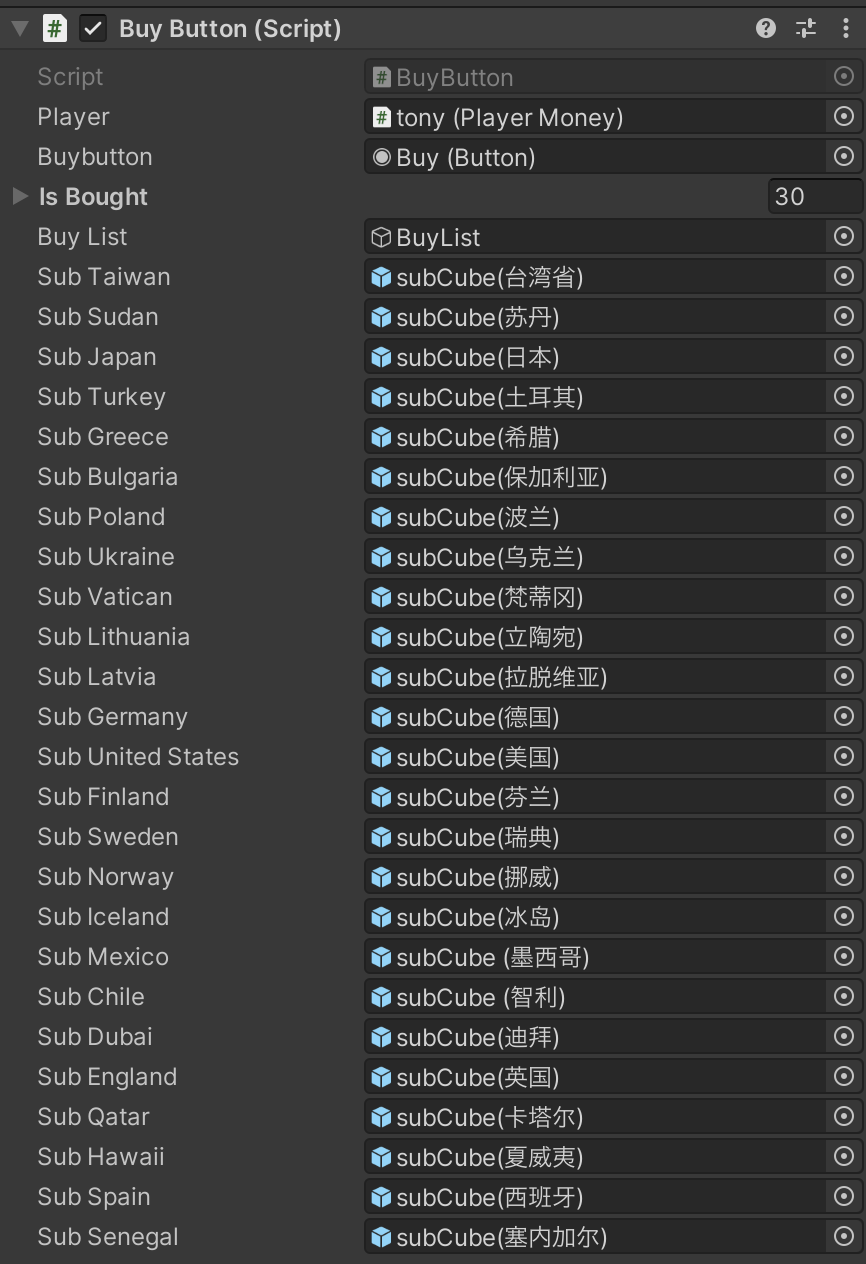 Buy Button (Script)
Script BuyButton
Player tony (Player Money)
Buybutton Buy (Button)
Is Bought 30
Buy List BuyList
Sub Taiwan subCube(台湾省)
Sub Sudan subCube(苏丹)
Sub Japan subCube(日本)
Sub Turkey subCube(土耳其)
Sub Greece subCube(希腊)
Sub Bulgaria subCube(保加利亚)
Sub Poland subCube(波兰)
Sub Ukraine subCube(乌克兰)
Sub Vatican subCube(梵蒂冈)
Sub Lithuania subCube(立陶宛)
Sub Latvia subCube(拉脱维亚)
Sub Germany subCube(德国)
Sub United States subCube(美国)
Sub Finland subCube(芬兰)
Sub Sweden subCube(瑞典)
Sub Norway subCube(挪威)
Sub Iceland subCube(冰岛)
Sub Mexico subCube (墨西哥)
Sub Chile subCube (智利)
Sub Dubai subCube(迪拜)
Sub England subCube(英国)
Sub Qatar subCube(卡塔尔)
Sub Hawaii subCube(夏威夷)
Sub Spain subCube(西班牙)
Sub Senegal subCube(塞内加尔)